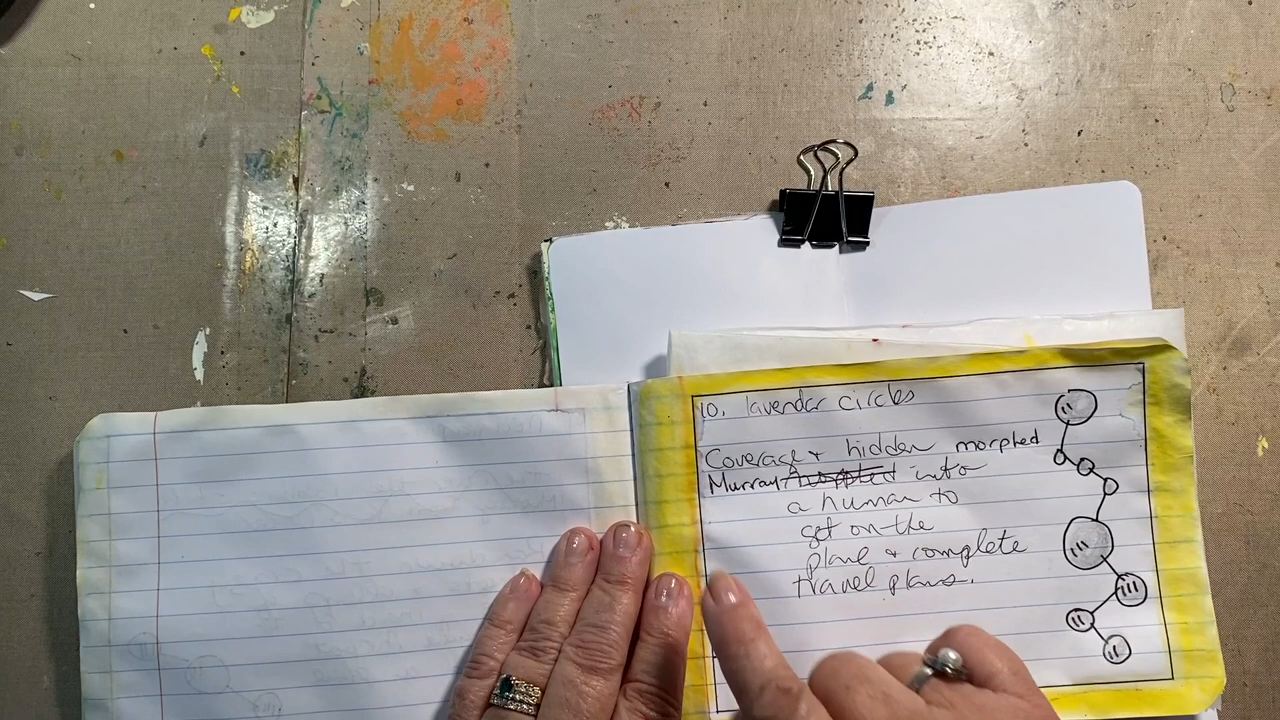 10. lavender circles
Coverage + hidden morphed
Murray into
a human to
get on the
plane + complete
travel plans.